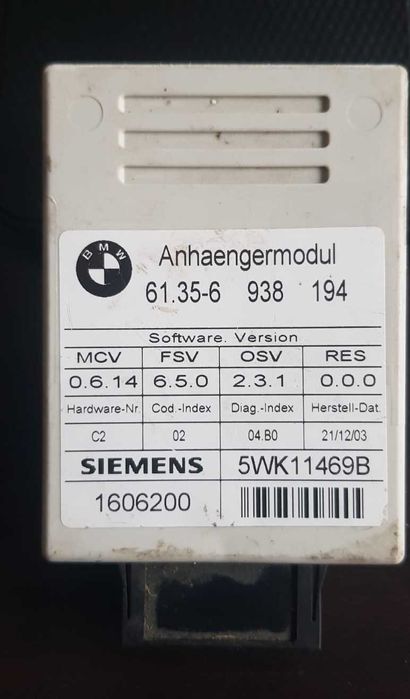 BMW
Anhaengermodul
61.35-6 938 194
Software. Version
MCV FSV OSV RES
0.6.14 6.5.0 2.3.1 0.0.0
Hardware-Nr. Cod.-Index Diag.-Index Herstell-Dat.
C2 02 04.B0 21/12/03
SIEMENS 5WK11469B
1606200